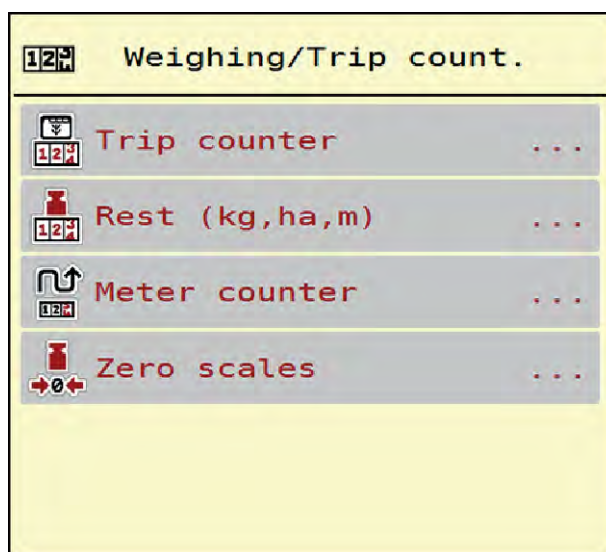 Weighing/Trip count.
Trip counter ...
Rest (kg,ha,m) ...
Meter counter ...
Zero scales ...